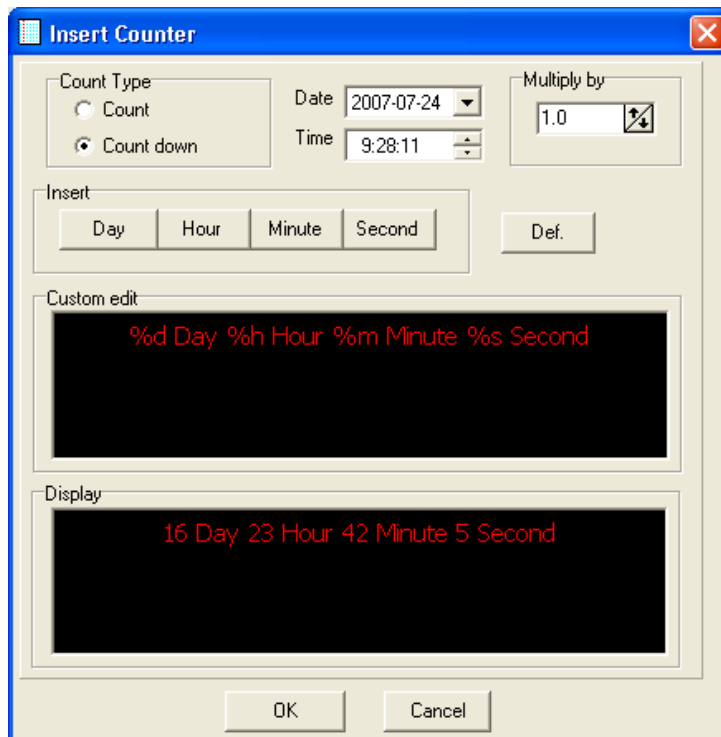 Insert Counter
Count Type
Count
Count down
Date 2007-07-24
Time 9:28:11
Multiply by
1.0
Insert
Day Hour Minute Second
Def.
Custom edit
%d Day %h Hour %m Minute %s Second
Display
16 Day 23 Hour 42 Minute 5 Second
OK Cancel